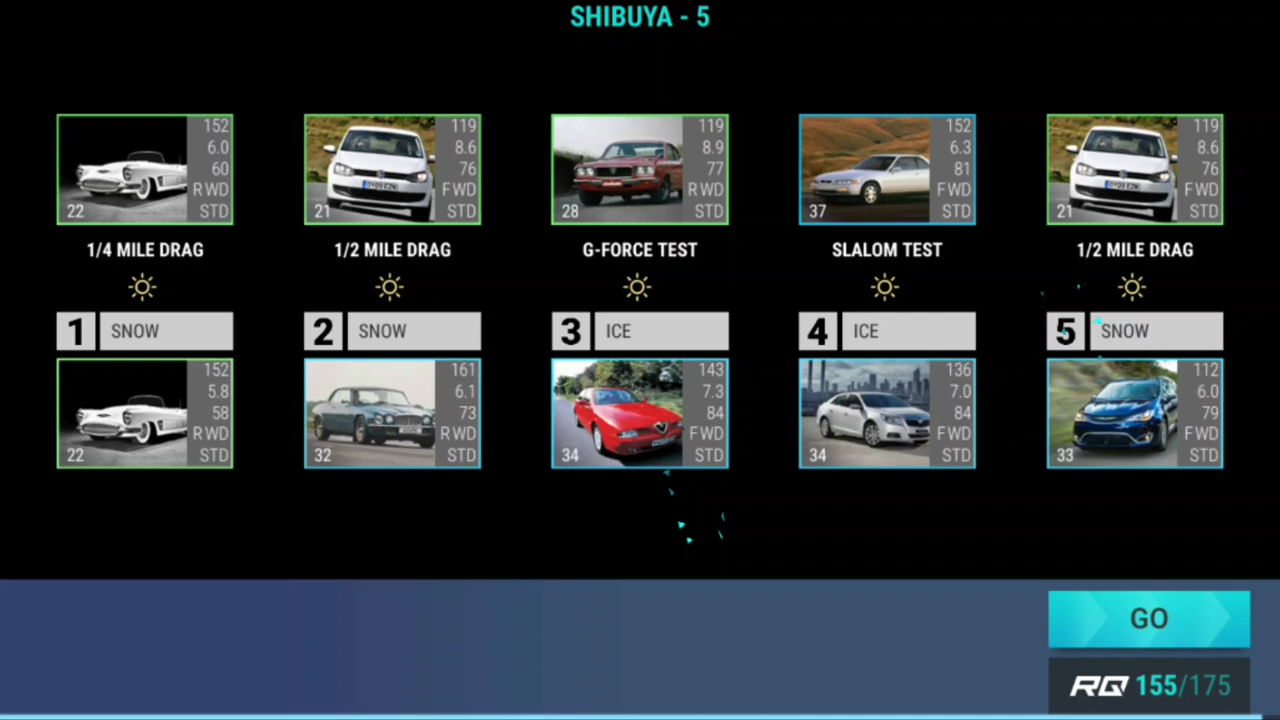 SHIBUYA - 5
152
6.0
60
RWD
22 STD
119
8.6
76
FWD
21 STD
119
8.9
77
RWD
28 STD
152
6.3
81
FWD
37 STD
119
8.6
76
FWD
21 STD
1/4 MILE DRAG
1/2 MILE DRAG
G-FORCE TEST
SLALOM TEST
1/2 MILE DRAG
1 SNOW
2 SNOW
3 ICE
4 ICE
5 SNOW
152
5.8
58
RWD
22 STD
161
6.1
73
RWD
32 STD
143
7.3
84
FWD
34 STD
136
7.0
84
FWD
34 STD
112
6.0
79
FWD
33 STD
GO
RQ 155/175